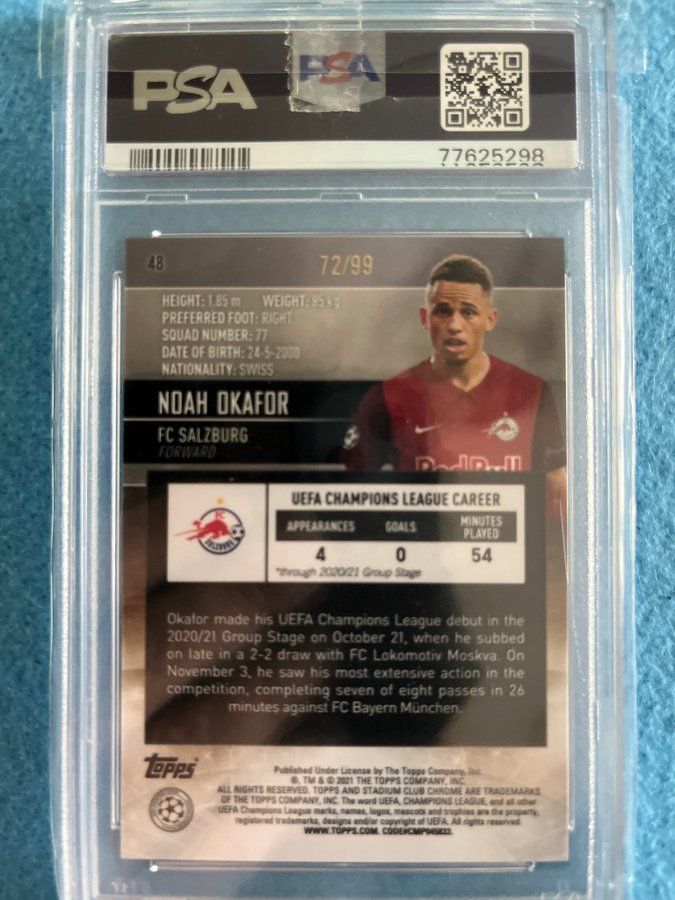 PSA
PSA
77625298
48
72/99
HEIGHT: 1.85 m WEIGHT: 85 kg
PREFERRED FOOT: RIGHT
SQUAD NUMBER: 77
DATE OF BIRTH: 24-5-2000
NATIONALITY: SWISS
NOAH OKAFOR
FC SALZBURG
FORWARD
Red Bull
UEFA CHAMPIONS LEAGUE CAREER
APPEARANCES GOALS MINUTES PLAYED
4 0 54
*through 2020/21 Group Stage
Okafor made his UEFA Champions League debut in the
2020/21 Group Stage on October 21, when he subbed
on late in a 2-2 draw with FC Lokomotiv Moskva. On
November 3, he saw his most extensive action in the
competition, completing seven of eight passes in 26
minutes against FC Bayern München.
Topps
Published Under License by The Topps Company, Inc.
®, TM & © 2021 THE TOPPS COMPANY, INC.
ALL RIGHTS RESERVED. TOPPS AND STADIUM CLUB CHROME ARE TRADEMARKS
OF THE TOPPS COMPANY, INC. The word UEFA, CHAMPIONS LEAGUE, and all other
UEFA Champions League marks, names, logos, mascots and trophies are the property,
registered trademarks, designs and/or copyright of UEFA. All rights reserved.
WWW.TOPPS.COM. CODE#CMP045833.